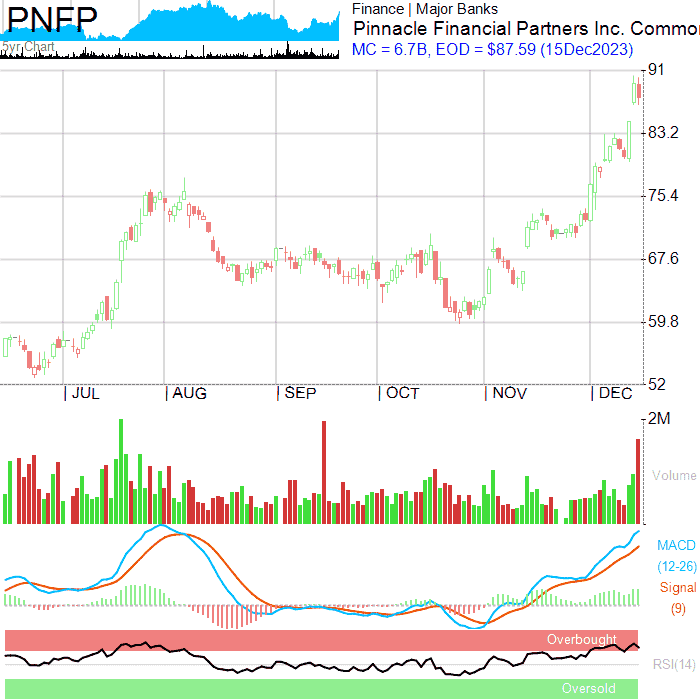 PNFP
5yr Chart
Finance | Major Banks
Pinnacle Financial Partners Inc. Commo
MC = 6.7B, EOD = $87.59 (15Dec2023)
91
83.2
75.4
67.6
59.8
52
| JUL | AUG | SEP | OCT | NOV | DEC
2M
Volume
MACD
(12-26)
Signal
(9)
Overbought
RSI(14)
Oversold